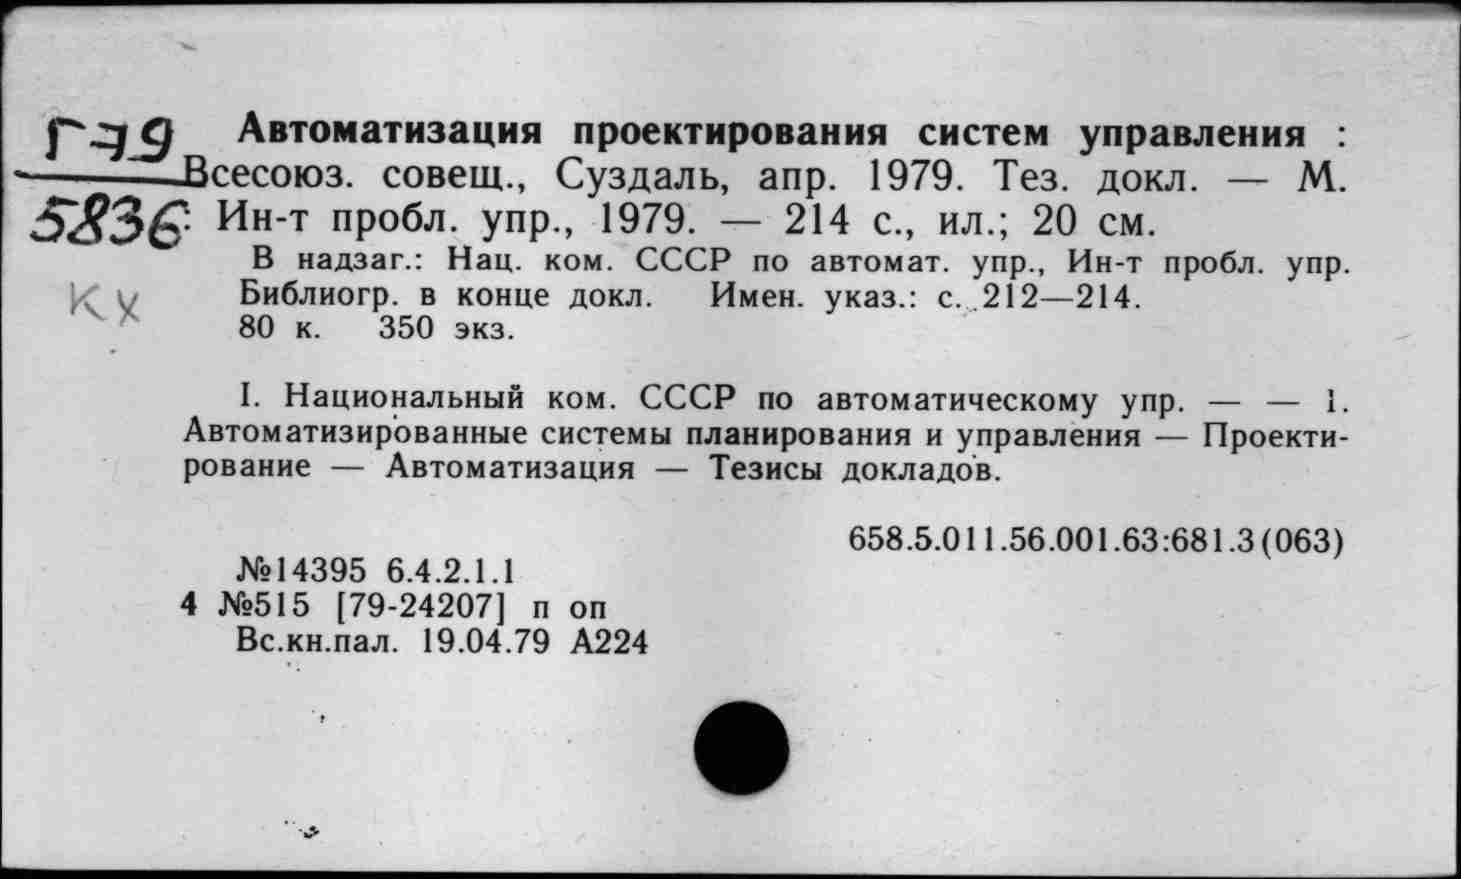 Г79 Автоматизация проектирования систем управления :
Всесоюз. совещ., Суздаль, апр. 1979. Тез. докл. — М.
5836 Ин-т пробл. упр., 1979. — 214 с., ил.; 20 см.
В надзаг.: Нац. ком. СССР по автомат. упр., Ин-т пробл. упр.
Библиогр. в конце докл. Имен. указ.: с. 212—214.
80 к. 350 экз.
I. Национальный ком. СССР по автоматическому упр. — — 1.
Автоматизированные системы планирования и управления — Проекти-
рование — Автоматизация — Тезисы докладов.
658.5.011.56.001.63:681.3(063)
№14395 6.4.2.1.1
4 №515 [79-24207] п оп
Вс.кн.пал. 19.04.79 А224